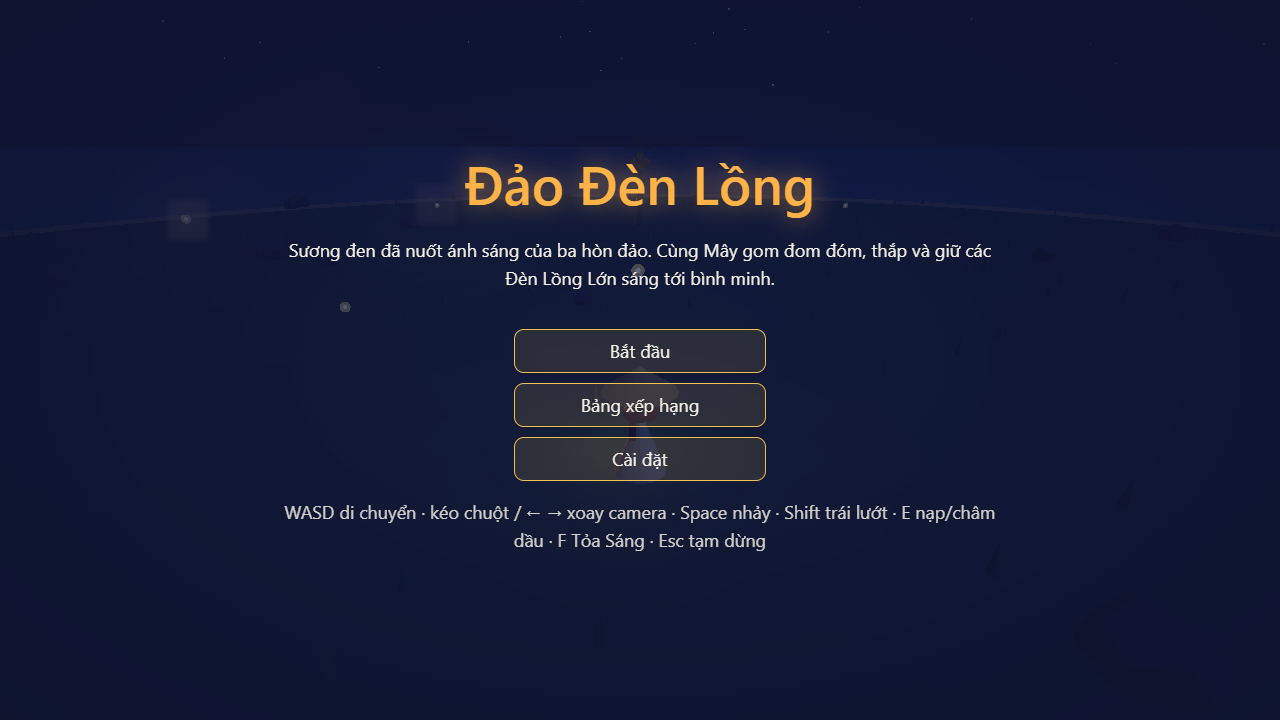 Đảo Đèn Lồng
Sương đen đã nuốt ánh sáng của ba hòn đảo. Cùng Mây gom đom đóm, thắp và giữ các
Đèn Lồng Lớn sáng tới bình minh.
Bắt đầu
Bảng xếp hạng
Cài đặt
WASD di chuyển · kéo chuột / ← → xoay camera · Space nhảy · Shift trái lướt · E nạp/châm
dầu · F Tỏa Sáng · Esc tạm dừng